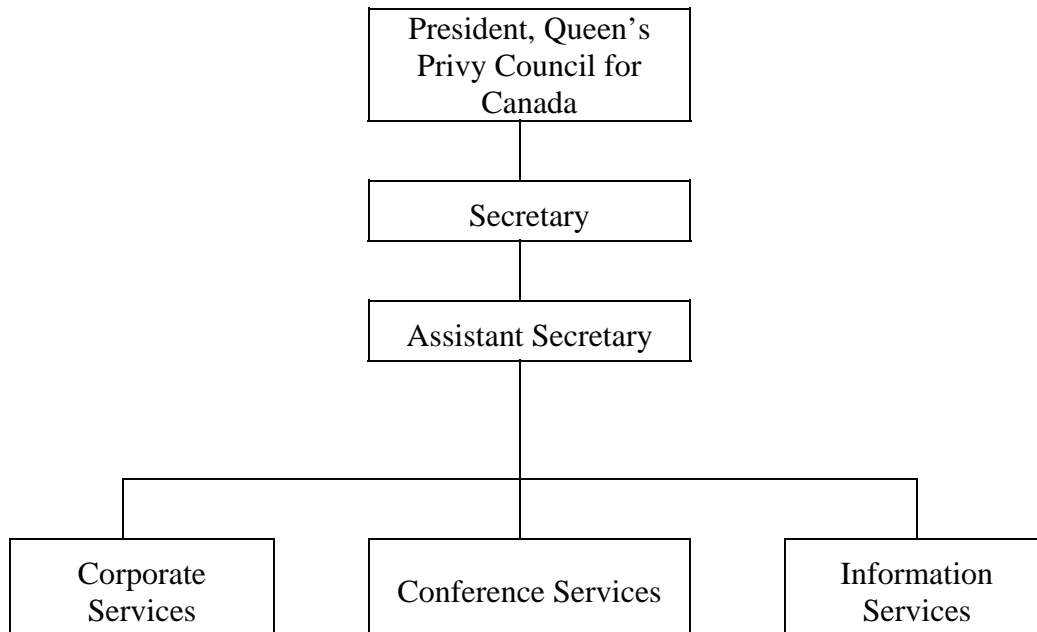 President, Queen’s
Privy Council for
Canada
Secretary
Assistant Secretary
Corporate
Services
Conference Services
Information
Services